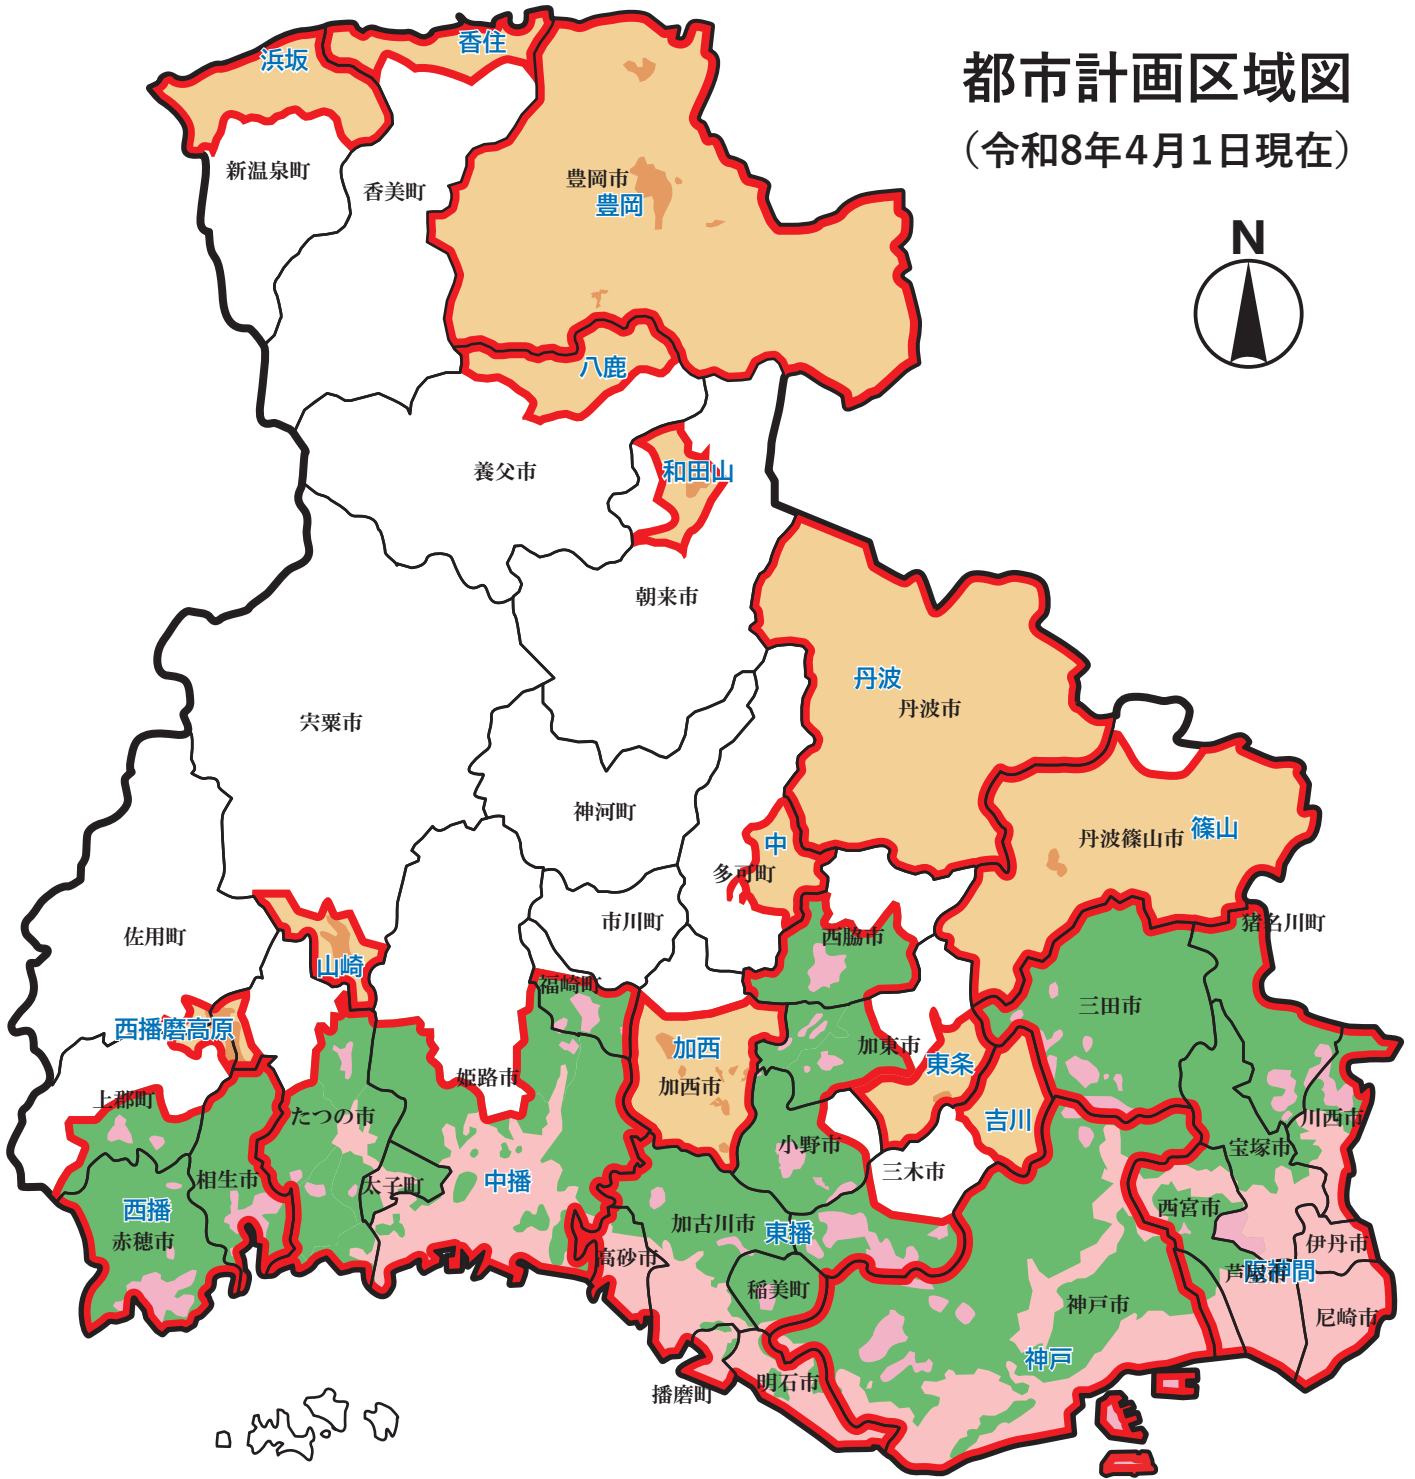 都市計画区域図
（令和8年4月1日現在）
N
浜坂
香住
新温泉町
香美町
豊岡市
豊岡
八鹿
養父市
和田山
朝来市
丹波
丹波市
宍粟市
神河町
中
多可町
丹波篠山市
篠山
佐用町
市川町
西脇市
猪名川町
山崎
福崎町
三田市
西播磨高原
加西
加西市
加東市
東条
姫路市
上郡町
たつの市
吉川
川西市
小野市
三木市
宝塚市
太子町
中播
相生市
西播
赤穂市
加古川市
東播
西宮市
高砂市
伊丹市
芦屋市
阪神間
稲美町
神戸市
尼崎市
神戸
明石市
播磨町